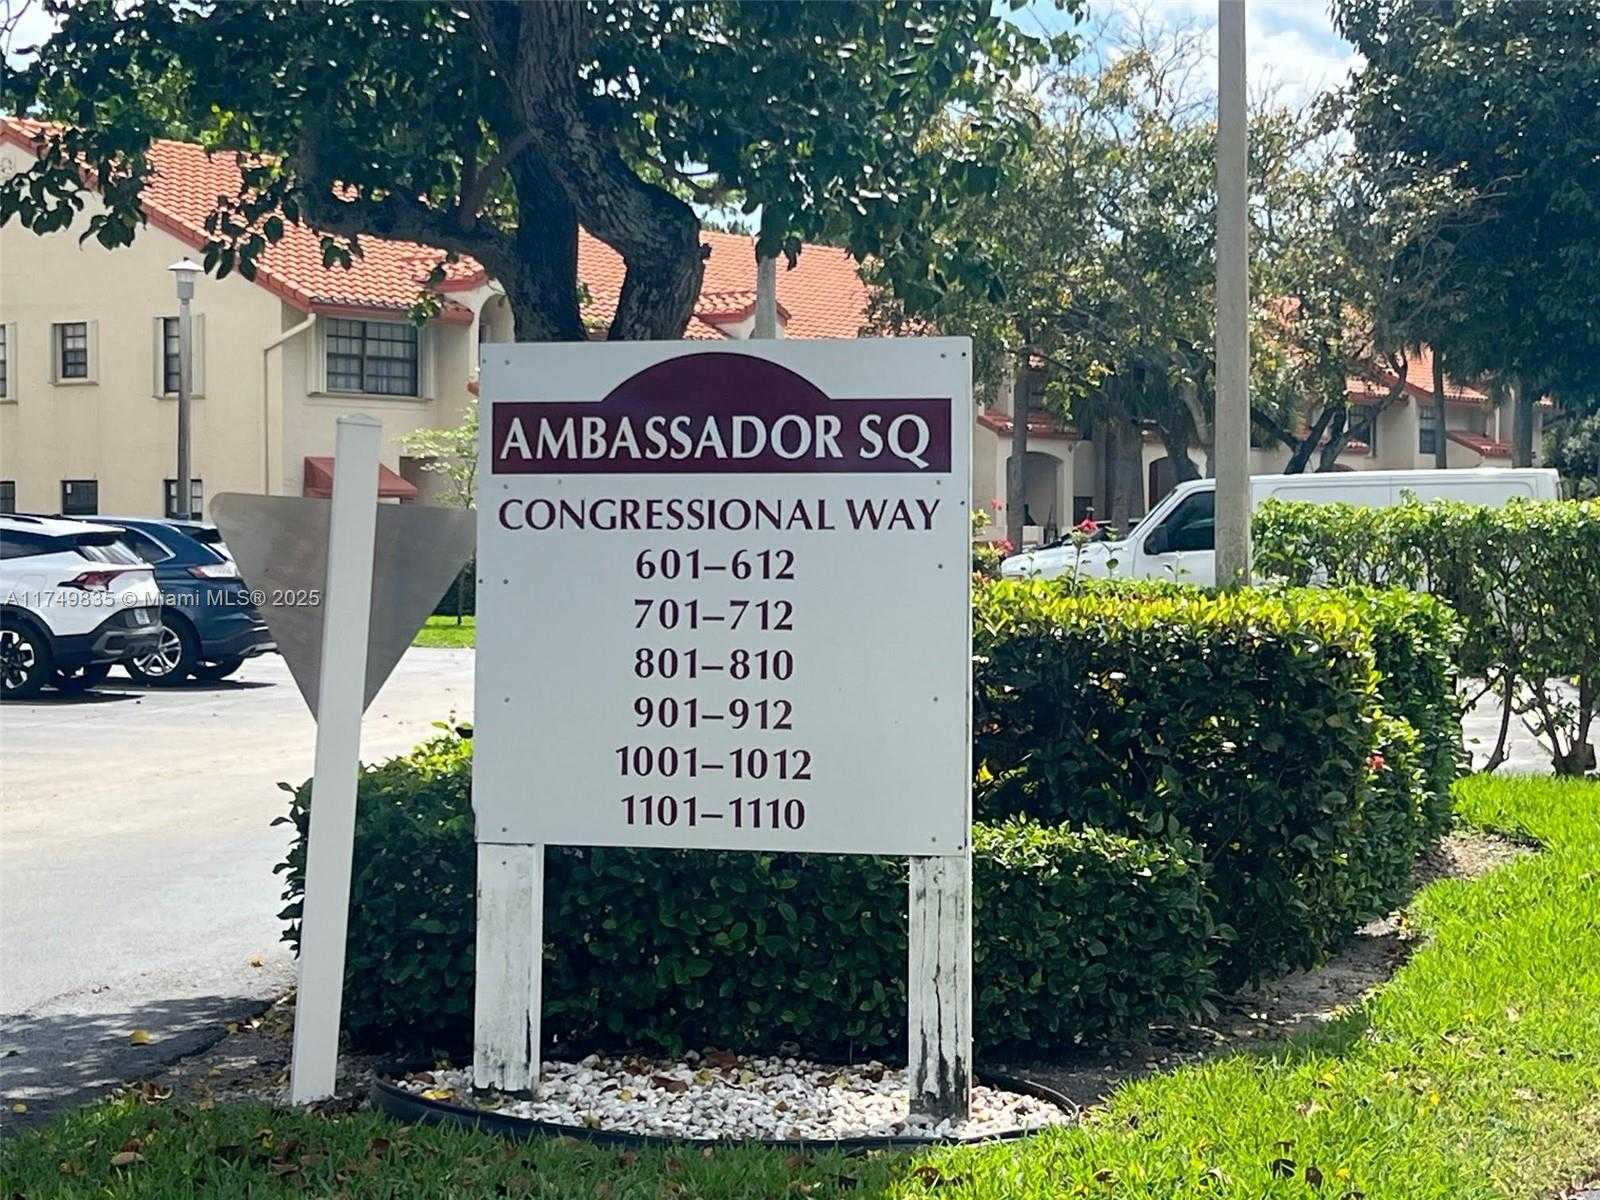 AMBASSADOR SQ
CONGRESSIONAL WAY
601–612
701–712
801–810
901–912
1001–1012
1101–1110
A11749835 © Miami MLS® 2025